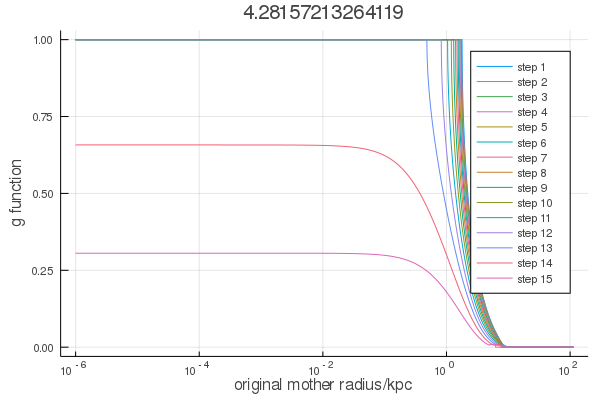 4.28157213264119
1.00
0.75
0.50
0.25
0.00
g function
10^-6
10^-4
10^-2
10^0
10^2
original mother radius/kpc
step 1
step 2
step 3
step 4
step 5
step 6
step 7
step 8
step 9
step 10
step 11
step 12
step 13
step 14
step 15